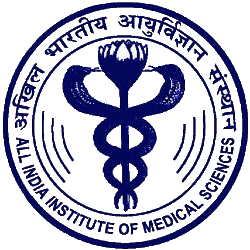 अखिल भारतीय आयुर्विज्ञान संस्थान
ALL INDIA INSTITUTE OF MEDICAL SCIENCES